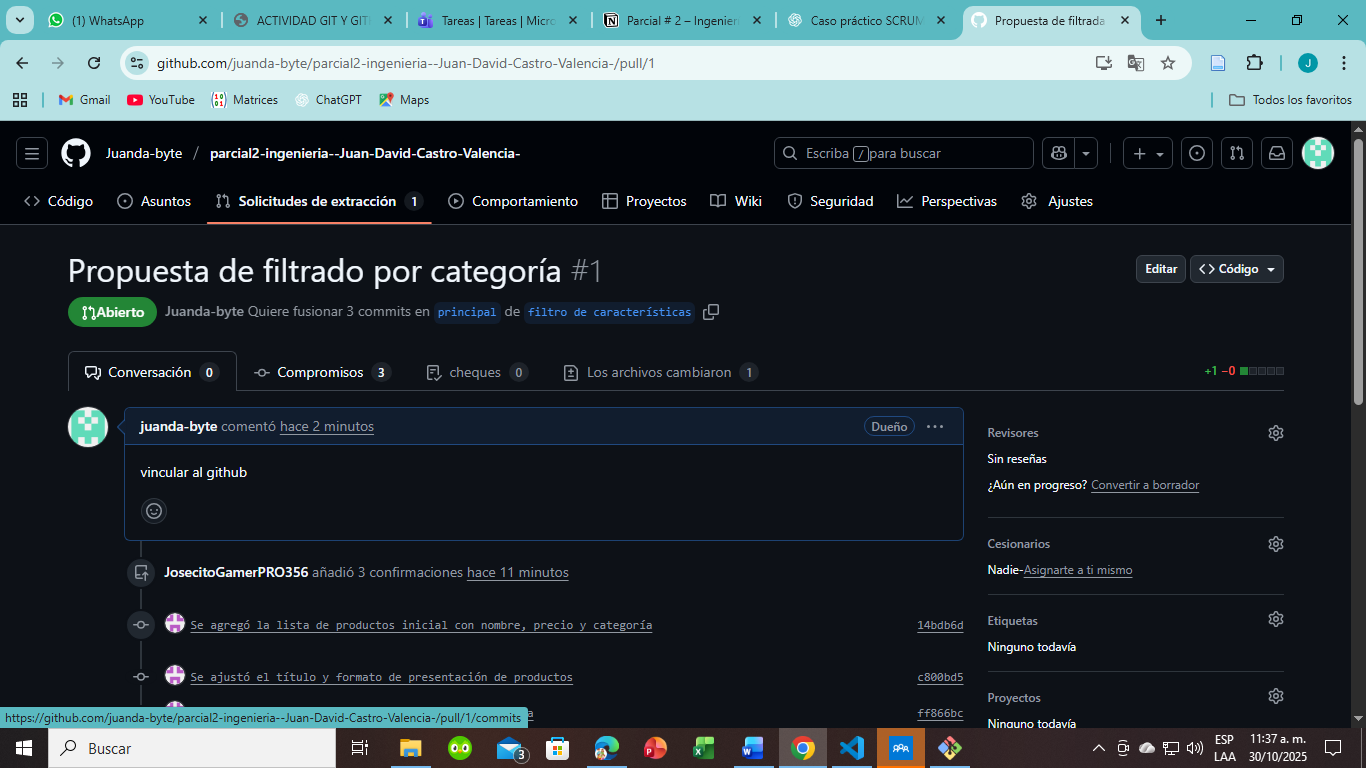 (1) WhatsApp
ACTIVIDAD GIT Y GITI
Tareas | Tareas | Micro
Parcial # 2 – Ingenier
Caso práctico SCRUM
Propuesta de filtrada
github.com/juanda-byte/parcial2-ingenieria--Juan-David-Castro-Valencia-/pull/1
J
Gmail
YouTube
Matrices
ChatGPT
Maps
Todos los favoritos
Juanda-byte / parcial2-ingenieria--Juan-David-Castro-Valencia-
Escriba / para buscar
Código
Asuntos
Solicitudes de extracción 1
Comportamiento
Proyectos
Wiki
Seguridad
Perspectivas
Ajustes
Propuesta de filtrado por categoría #1
Editar
Código
Abierto
Juanda-byte Quiere fusionar 3 commits en principal de filtro de características
Conversación 0
Compromisos 3
cheques 0
Los archivos cambiaron 1
+1 −0
juanda-byte comentó hace 2 minutos
Dueño
vincular al github
Revisores
Sin reseñas
¿Aún en progreso? Convertir a borrador
Cesionarios
Nadie-Asignarte a ti mismo
Etiquetas
Ninguno todavía
Proyectos
Ninguno todavía
JosecitoGamerPRO356 añadió 3 confirmaciones hace 11 minutos
Se agregó la lista de productos inicial con nombre, precio y categoría
14bdb6d
Se ajustó el título y formato de presentación de productos
c800bd5
ff866bc
https://github.com/juanda-byte/parcial2-ingenieria--Juan-David-Castro-Valencia-/pull/1/commits
Buscar
3
ESP
LAA
11:37 a. m.
30/10/2025